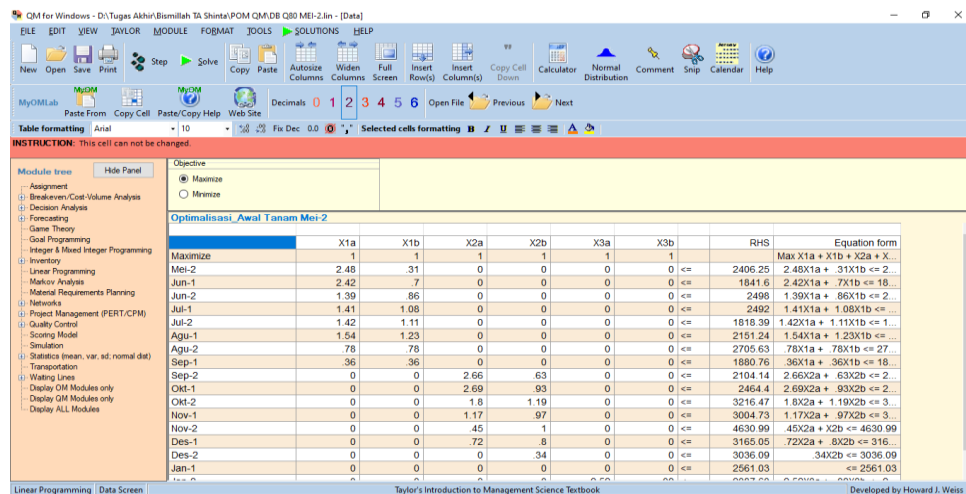 QM for Windows - D:\Tugas Akhir\Bismillah TA Shinta\POM QM\DB Q80 MEI-2.lin - [Data]
FILE EDIT VIEW TAYLOR MODULE FORMAT TOOLS SOLUTIONS HELP
New Open Save Print Step Solve Copy Paste Autosize Columns Widen Columns Full Screen Insert Row(s) Insert Column(s) Copy Cell Down Calculator Normal Distribution Comment Snip Calendar Help
MyOMLab MyOM Paste From Copy Cell MyOM Paste/Copy Help Web Site Decimals 0 1 2 3 4 5 6 Open File Previous Next
Table formatting Arial 10 Fix Dec 0.0 0 "," Selected cells formatting B I U A
INSTRUCTION: This cell can not be changed.
Module tree Hide Panel
Assignment
Breakeven/Cost-Volume Analysis
Decision Analysis
Forecasting
Game Theory
Goal Programming
Integer & Mixed Integer Programming
Inventory
Linear Programming
Markov Analysis
Material Requirements Planning
Networks
Project Management (PERT/CPM)
Quality Control
Scoring Model
Simulation
Statistics (mean, var, sd; normal dist)
Transportation
Waiting Lines
Display OM Modules only
Display QM Modules only
Display ALL Modules
Objective
Maximize
Minimize
Optimalisasi_Awal Tanam Mei-2
X1a X1b X2a X2b X3a X3b RHS Equation form
Maximize 1 1 1 1 1 1 Max X1a + X1b + X2a + X...
Mei-2 2.48 .31 0 0 0 0 <= 2406.25 2.48X1a + .31X1b <= 2...
Jun-1 2.42 .7 0 0 0 0 <= 1841.6 2.42X1a + .7X1b <= 18...
Jun-2 1.39 .86 0 0 0 0 <= 2498 1.39X1a + .86X1b <= 2...
Jul-1 1.41 1.08 0 0 0 0 <= 2492 1.41X1a + 1.08X1b <= ...
Jul-2 1.42 1.11 0 0 0 0 <= 1818.39 1.42X1a + 1.11X1b <= 1...
Agu-1 1.54 1.23 0 0 0 0 <= 2151.24 1.54X1a + 1.23X1b <= ...
Agu-2 .78 .78 0 0 0 0 <= 2705.63 .78X1a + .78X1b <= 27...
Sep-1 .36 .36 0 0 0 0 <= 1880.76 .36X1a + .36X1b <= 18...
Sep-2 0 0 2.66 .63 0 0 <= 2104.14 2.66X2a + .63X2b <= 2...
Okt-1 0 0 2.69 .93 0 0 <= 2464.4 2.69X2a + .93X2b <= 2...
Okt-2 0 0 1.8 1.19 0 0 <= 3216.47 1.8X2a + 1.19X2b <= 3...
Nov-1 0 0 1.17 .97 0 0 <= 3004.73 1.17X2a + .97X2b <= 3...
Nov-2 0 0 .45 1 0 0 <= 4630.99 .45X2a + X2b <= 4630.99
Des-1 0 0 .72 .8 0 0 <= 3165.05 .72X2a + .8X2b <= 316...
Des-2 0 0 0 .34 0 0 <= 3036.09 .34X2b <= 3036.09
Jan-1 0 0 0 0 0 0 <= 2561.03 <= 2561.03
Linear Programming Data Screen Taylor's Introduction to Management Science Textbook Developed by Howard J. Weiss